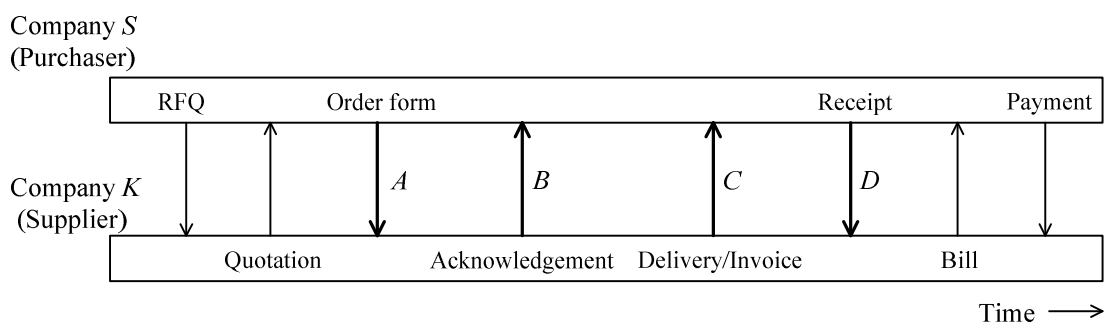 Company S
(Purchaser)
RFQ Order form Receipt Payment
A B C D
Company K
(Supplier)
Quotation Acknowledgement Delivery/Invoice Bill
Time